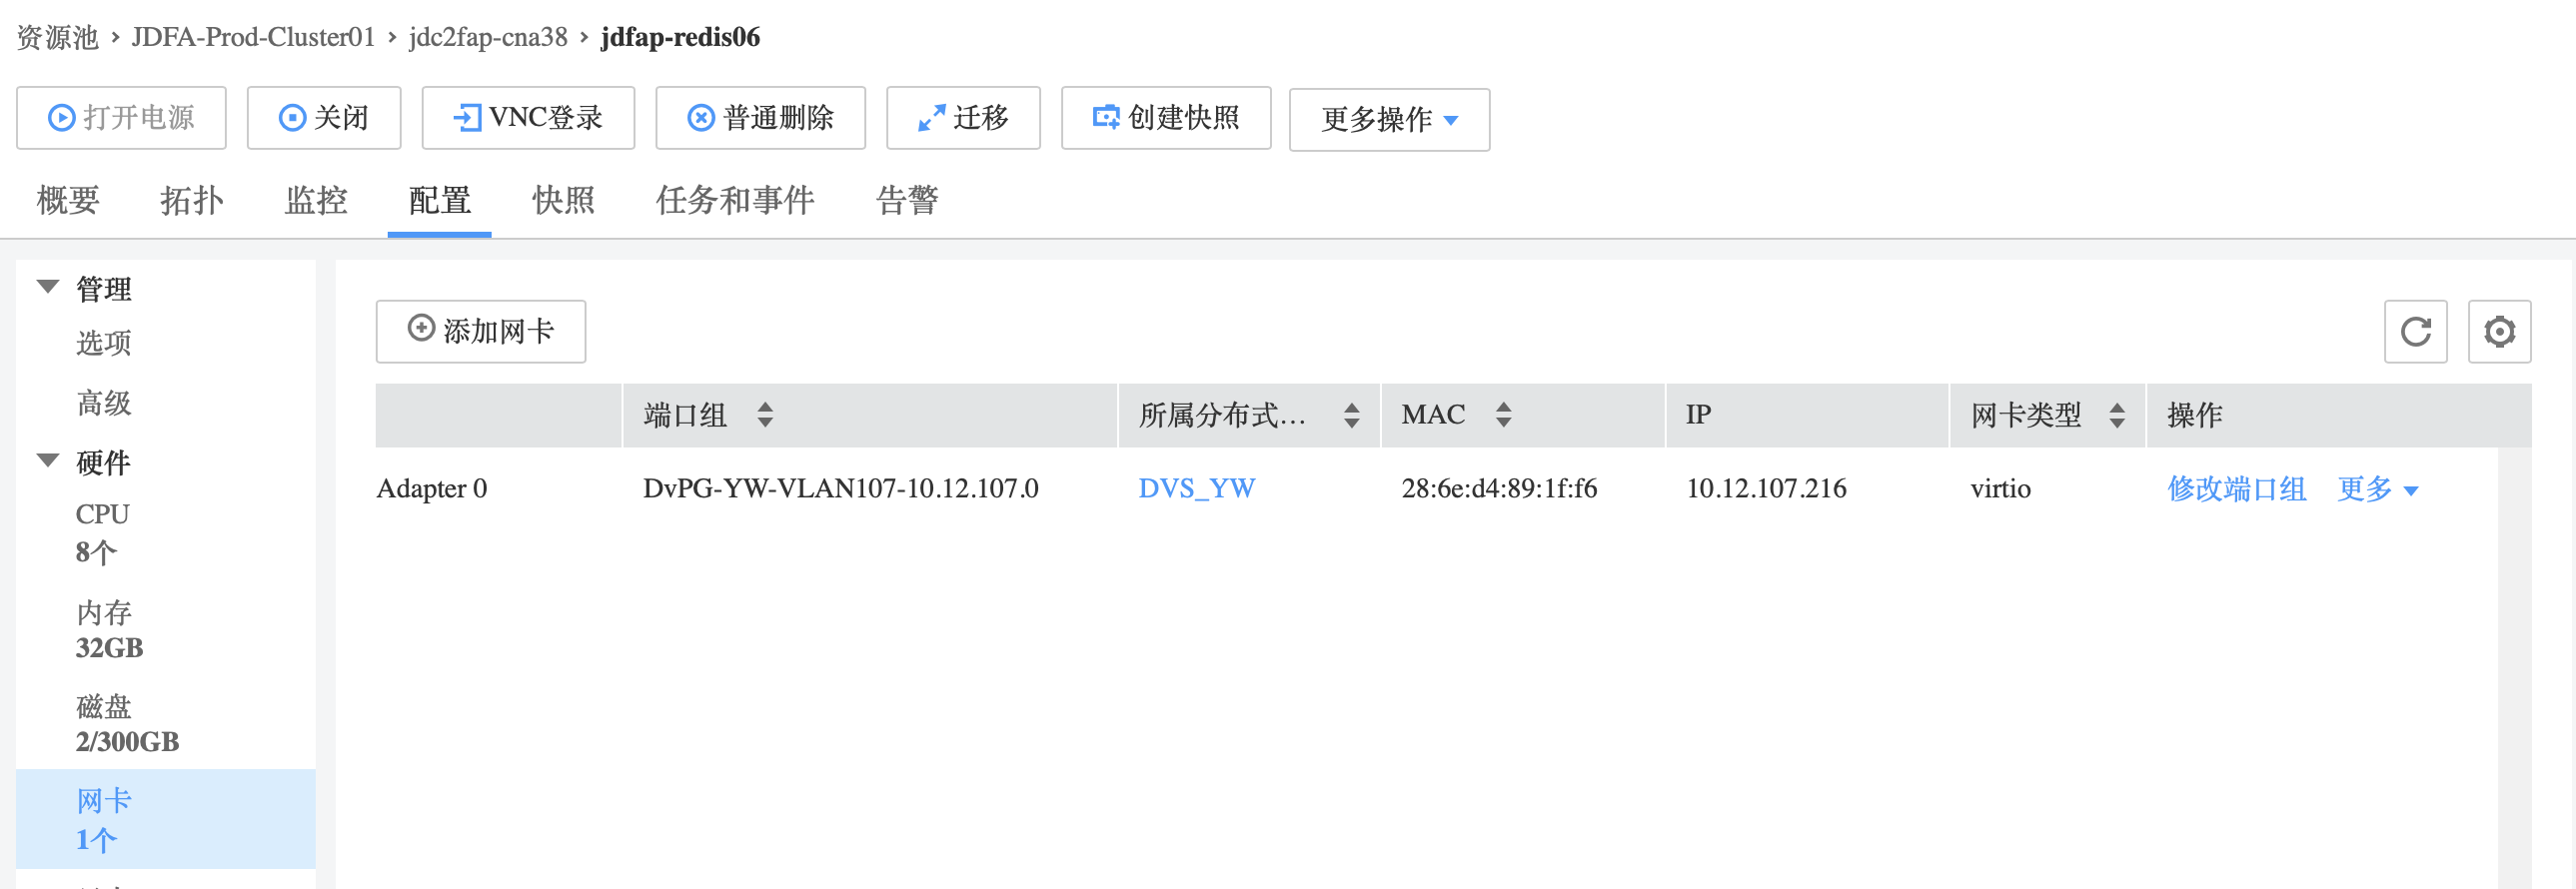 资源池 › JDFA-Prod-Cluster01 › jdc2fap-cna38 › jdfap-redis06
打开电源 关闭 VNC登录 普通删除 迁移 创建快照 更多操作
概要 拓扑 监控 配置 快照 任务和事件 告警
管理
选项
高级
硬件
CPU
8个
内存
32GB
磁盘
2/300GB
网卡
1个
添加网卡
端口组 所属分布式... MAC IP 网卡类型 操作
Adapter 0 DvPG-YW-VLAN107-10.12.107.0 DVS_YW 28:6e:d4:89:1f:f6 10.12.107.216 virtio 修改端口组 更多